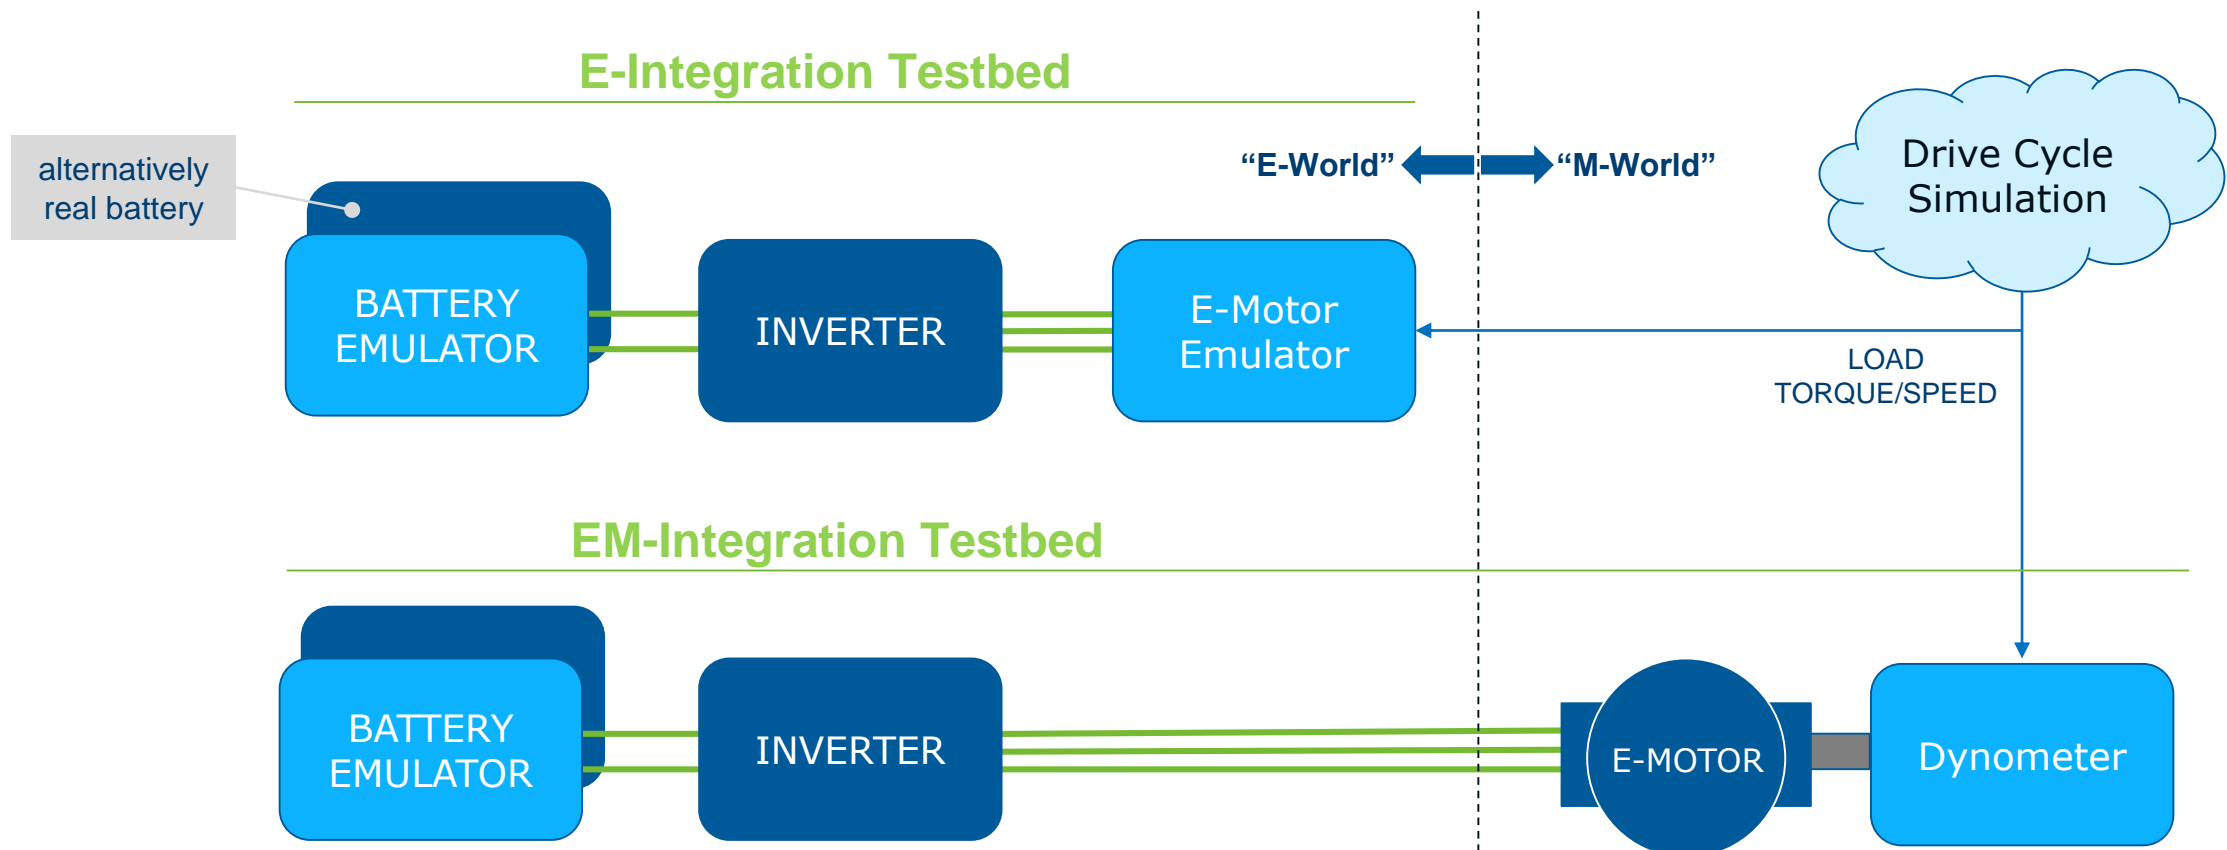 E-Integration Testbed
alternatively
real battery
“E-World”
“M-World”
Drive Cycle
Simulation
BATTERY
EMULATOR
INVERTER
E-Motor
Emulator
LOAD
TORQUE/SPEED
EM-Integration Testbed
BATTERY
EMULATOR
INVERTER
E-MOTOR
Dynometer